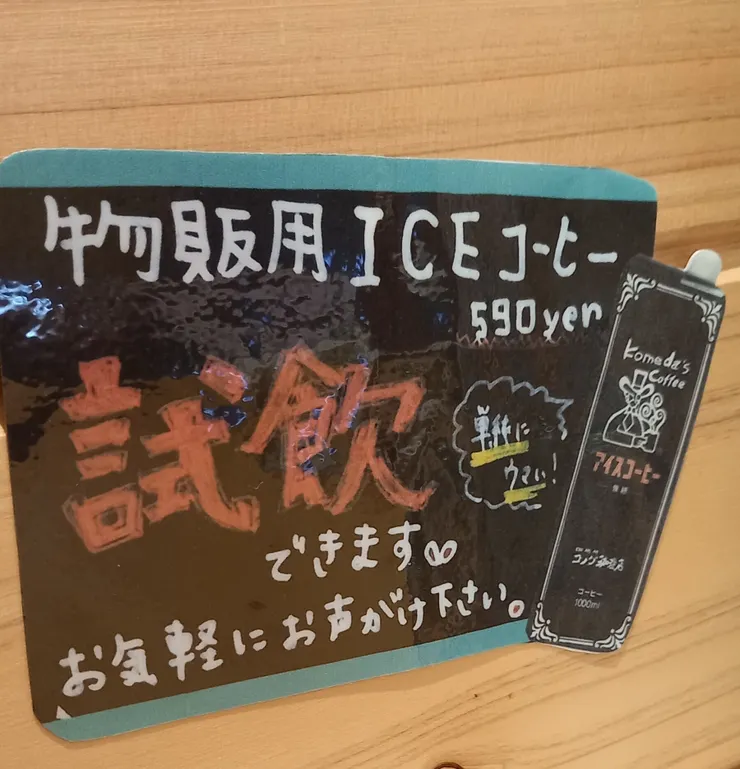 物販用ICEコーヒー
590yen
試飲
単純に
ウマい!
できます♡
お気軽にお声がけ下さい。
Komeda's
Coffee
アイスコーヒー
コメダ珈琲店
コーヒー
1000ml